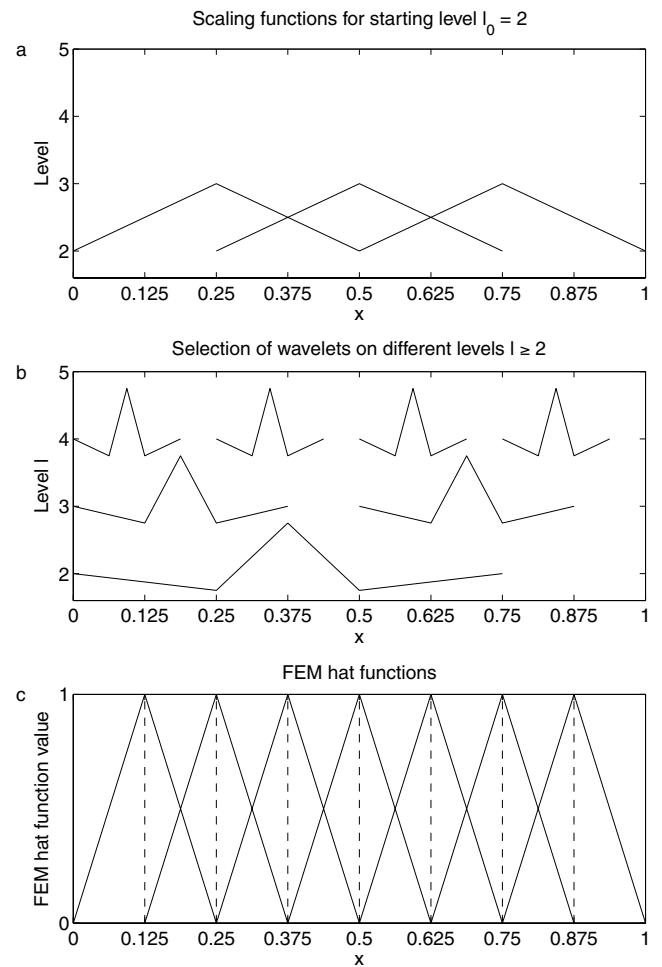 Scaling functions for starting level l0 = 2
a
5
4
3
2
Level
0 0.125 0.25 0.375 0.5 0.625 0.75 0.875 1
x
Selection of wavelets on different levels l ≥ 2
b
5
4
3
2
Level l
0 0.125 0.25 0.375 0.5 0.625 0.75 0.875 1
x
FEM hat functions
c
1
0
FEM hat function value
0 0.125 0.25 0.375 0.5 0.625 0.75 0.875 1
x